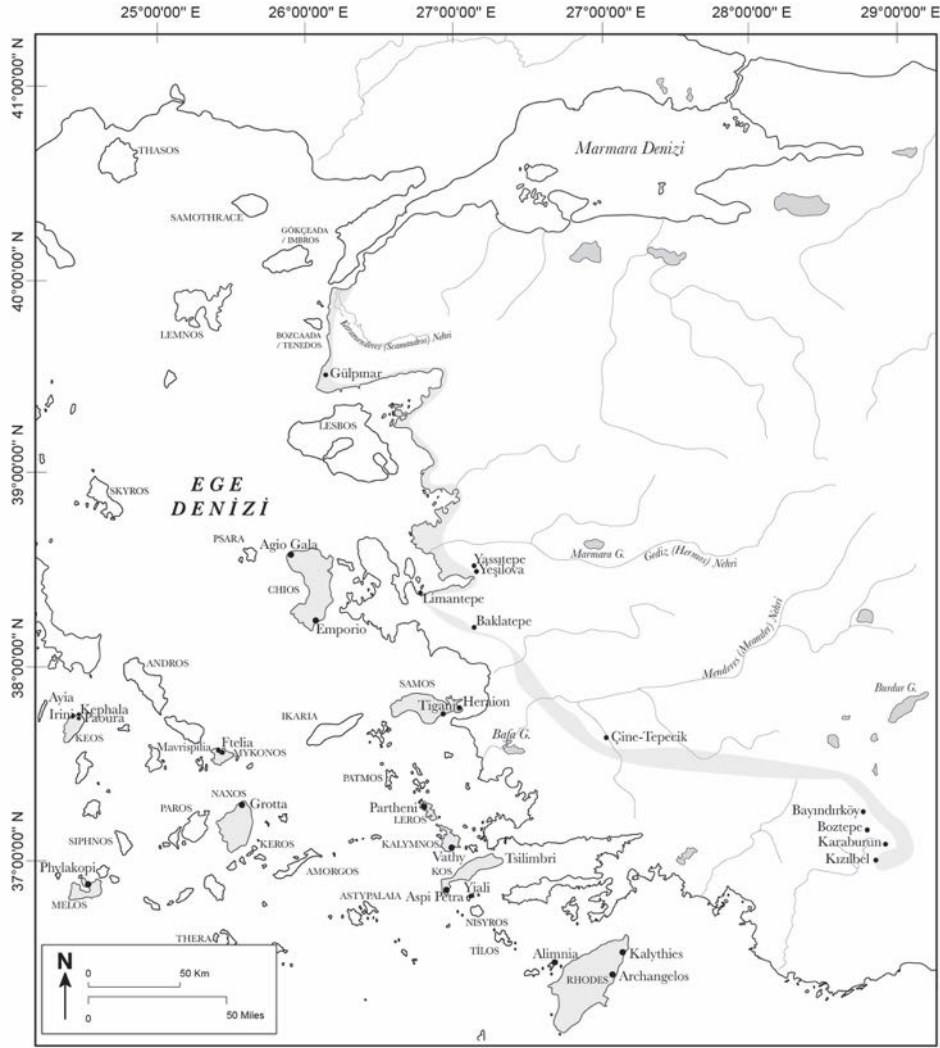 25°00'00" E
26°00'00" E
27°00'00" E
27°00'00" E
28°00'00" E
29°00'00" E
41°00'00" N
40°00'00" N
39°00'00" N
38°00'00" N
37°00'00" N
THASOS
Marmara Denizi
SAMOTHRACE
GÖKÇEADA
/ IMBROS
LEMNOS
BOZCAADA
/ TENEDOS
Karamenderes (Scamandros) Nehri
Gülpınar
LESBOS
SKYROS
EGE
DENİZİ
PSARA
Agio Gala
CHIOS
Emporio
Yassıtepe
Yeşilova
Marmara G.
Gediz (Hermos) Nehri
Limantepe
Baklatepe
Menderes (Meander) Nehri
ANDROS
SAMOS
Tigani
Heraion
Burdur G.
Ayia
Irini
Kephala
Paoura
KEOS
IKARIA
Bafa G.
Çine-Tepecik
Mavrispilia
Ftelia
MYKONOS
PATMOS
NAXOS
Grotta
PAROS
Partheni
LEROS
Bayındırköy
Boztepe
Karaburun
Kızılbel
SIPHNOS
KEROS
KALYMNOS
Vathy
Tsilimbri
Phylakopi
AMORGOS
KOS
MELOS
ASTYPALAIA
Aspi Petra
Yiali
NISYROS
TİLOS
THERA
Alimnia
Kalythies
RHODES
Archangelos
N
0
50 Km
0
50 Miles